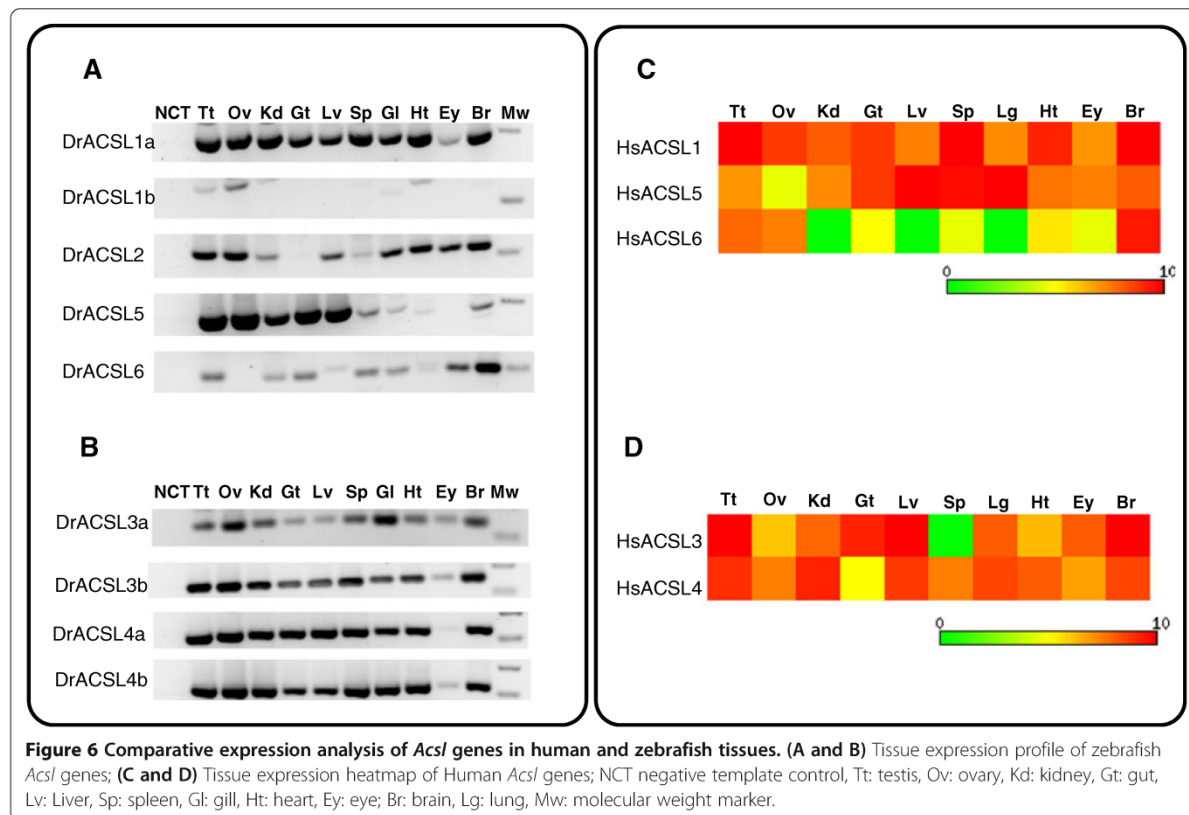 A
NCT Tt Ov Kd Gt Lv Sp Gl Ht Ey Br Mw
DrACSL1a
DrACSL1b
DrACSL2
DrACSL5
DrACSL6
B
NCT Tt Ov Kd Gt Lv Sp Gl Ht Ey Br Mw
DrACSL3a
DrACSL3b
DrACSL4a
DrACSL4b
C
Tt Ov Kd Gt Lv Sp Lg Ht Ey Br
HsACSL1
HsACSL5
HsACSL6
0 10
D
Tt Ov Kd Gt Lv Sp Lg Ht Ey Br
HsACSL3
HsACSL4
0 10
Figure 6 Comparative expression analysis of Acsl genes in human and zebrafish tissues. (A and B) Tissue expression profile of zebrafish
Acsl genes; (C and D) Tissue expression heatmap of Human Acsl genes; NCT negative template control, Tt: testis, Ov: ovary, Kd: kidney, Gt: gut,
Lv: Liver, Sp: spleen, Gl: gill, Ht: heart, Ey: eye; Br: brain, Lg: lung, Mw: molecular weight marker.